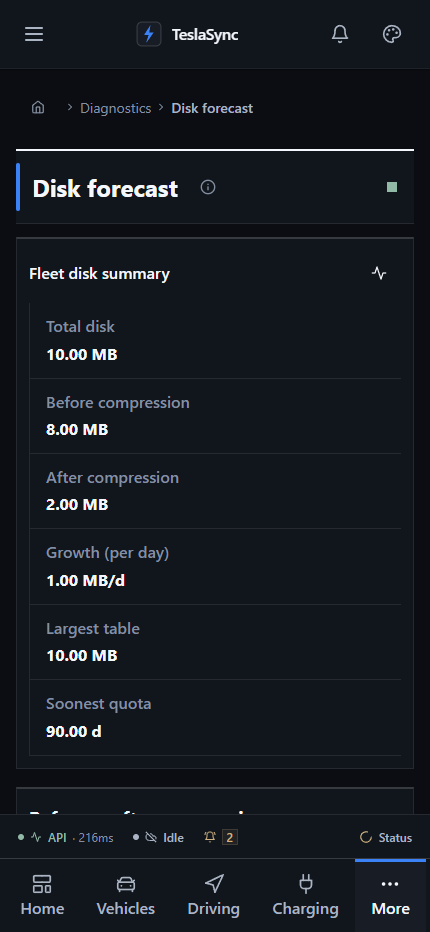 TeslaSync
Diagnostics
Disk forecast
Disk forecast
Fleet disk summary
Total disk
10.00 MB
Before compression
8.00 MB
After compression
2.00 MB
Growth (per day)
1.00 MB/d
Largest table
10.00 MB
Soonest quota
90.00 d
API · 216ms
Idle
2
Status
Home
Vehicles
Driving
Charging
More